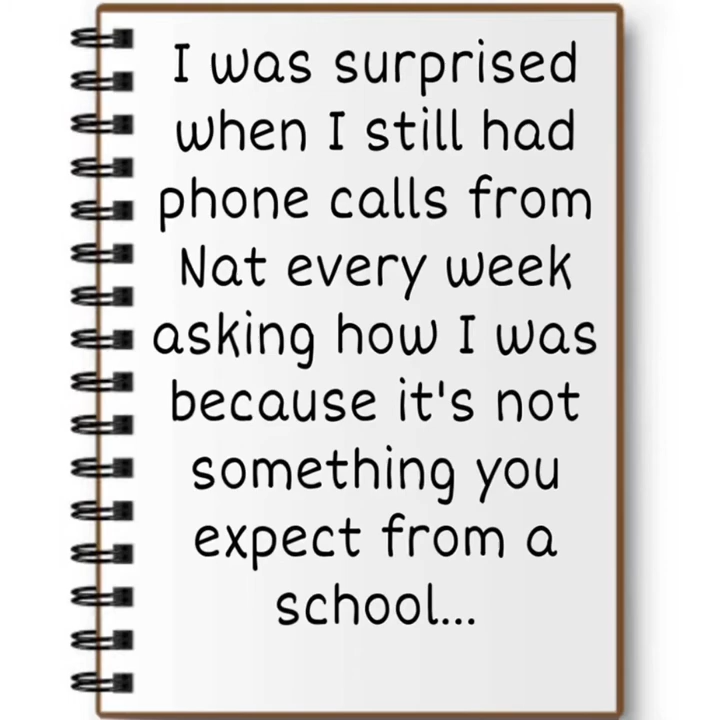 I was surprised
when I still had
phone calls from
Nat every week
asking how I was
because it's not
something you
expect from a
school...